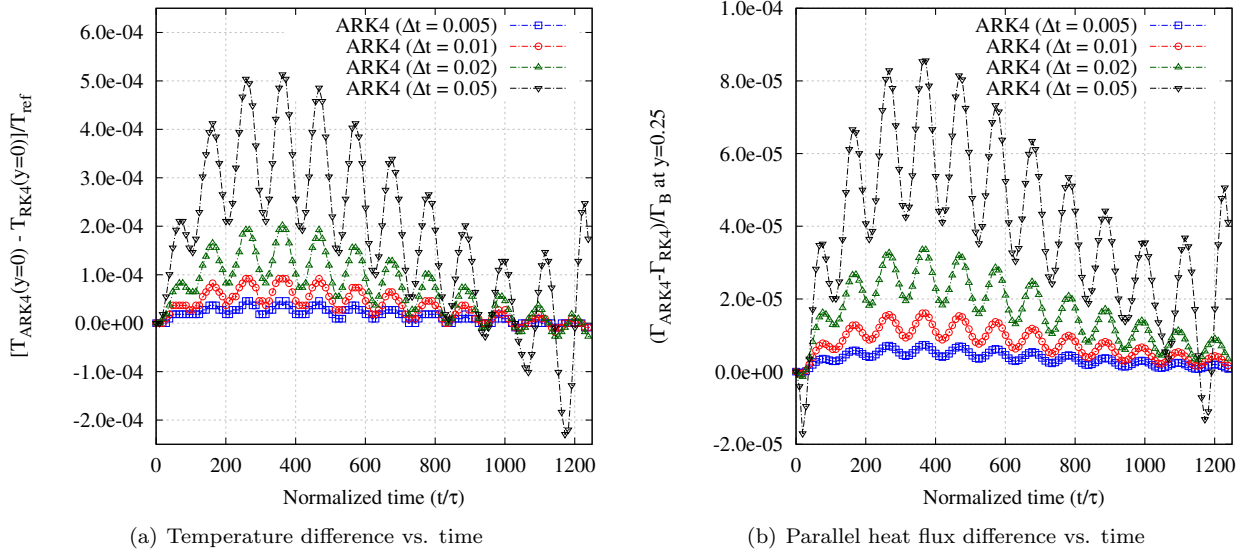 [T_ARK4(y=0) - T_RK4(y=0)]/T_ref
6.0e-04
5.0e-04
4.0e-04
3.0e-04
2.0e-04
1.0e-04
0.0e+00
-1.0e-04
-2.0e-04
ARK4 (Δt = 0.005)
ARK4 (Δt = 0.01)
ARK4 (Δt = 0.02)
ARK4 (Δt = 0.05)
0 200 400 600 800 1000 1200
Normalized time (t/τ)
(a) Temperature difference vs. time
(Γ_ARK4-Γ_RK4)/Γ_B at y=0.25
1.0e-04
8.0e-05
6.0e-05
4.0e-05
2.0e-05
0.0e+00
-2.0e-05
ARK4 (Δt = 0.005)
ARK4 (Δt = 0.01)
ARK4 (Δt = 0.02)
ARK4 (Δt = 0.05)
0 200 400 600 800 1000 1200
Normalized time (t/τ)
(b) Parallel heat flux difference vs. time